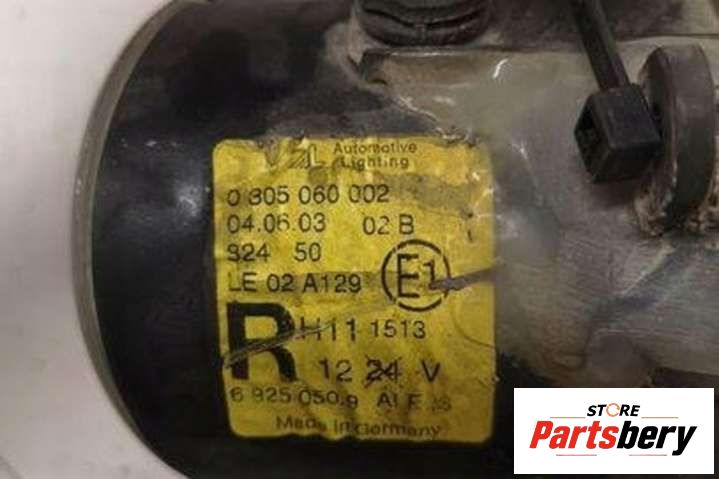 Automotive
Lighting
0 305 060 002
04.06.03 02 B
324 50
LE 02 A129 E1
R H11 1513
12 24 V
6 925 050.9
Made in Germany
STORE
Partsbery